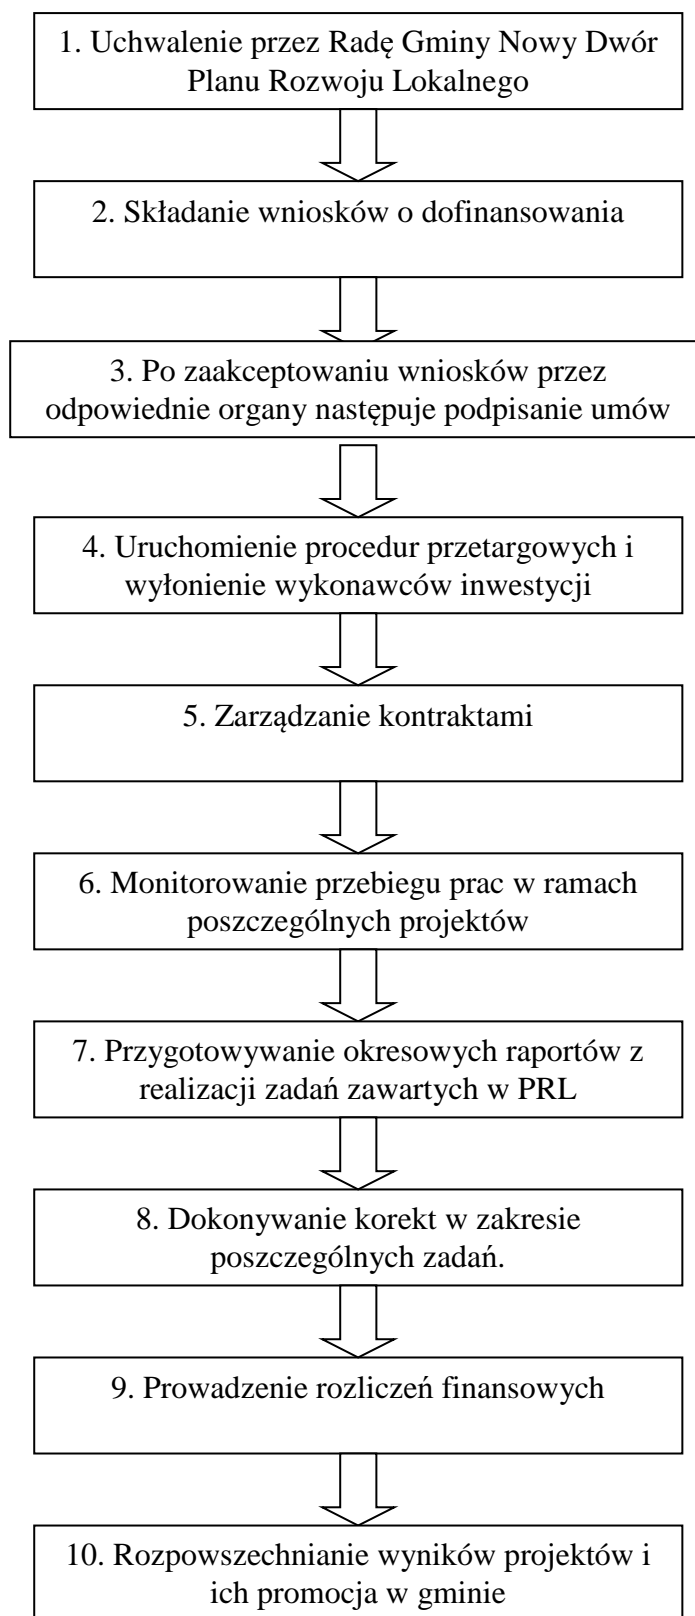 1. Uchwalenie przez Radę Gminy Nowy Dwór
Planu Rozwoju Lokalnego
2. Składanie wniosków o dofinansowania
3. Po zaakceptowaniu wniosków przez
odpowiednie organy następuje podpisanie umów
4. Uruchomienie procedur przetargowych i
wyłonienie wykonawców inwestycji
5. Zarządzanie kontraktami
6. Monitorowanie przebiegu prac w ramach
poszczególnych projektów
7. Przygotowywanie okresowych raportów z
realizacji zadań zawartych w PRL
8. Dokonywanie korekt w zakresie
poszczególnych zadań.
9. Prowadzenie rozliczeń finansowych
10. Rozpowszechnianie wyników projektów i
ich promocja w gminie